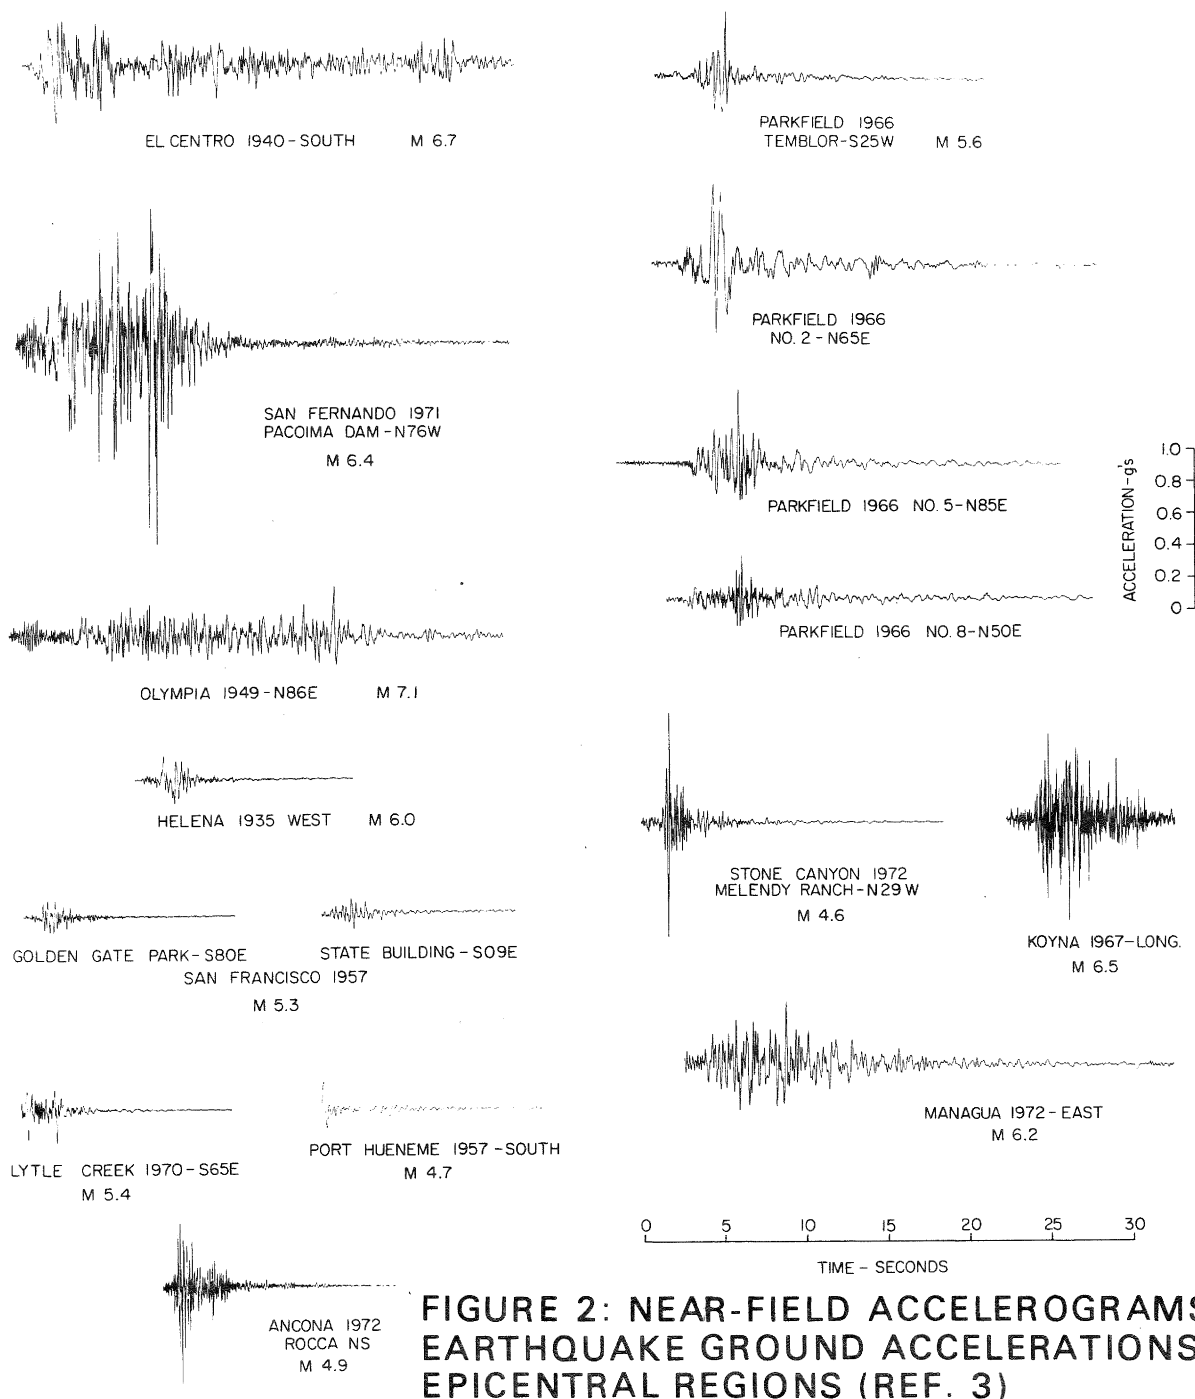 EL CENTRO 1940-SOUTH M 6.7
PARKFIELD 1966
TEMBLOR-S25W M 5.6
PARKFIELD 1966
NO. 2-N65E
SAN FERNANDO 1971
PACOIMA DAM-N76W
M 6.4
PARKFIELD 1966 NO. 5-N85E
PARKFIELD 1966 NO. 8-N50E
ACCELERATION-g's
1.0
0.8
0.6
0.4
0.2
0
OLYMPIA 1949-N86E M 7.1
HELENA 1935 WEST M 6.0
STONE CANYON 1972
MELENDY RANCH-N29W
M 4.6
KOYNA 1967-LONG.
M 6.5
GOLDEN GATE PARK-S80E STATE BUILDING-S09E
SAN FRANCISCO 1957
M 5.3
MANAGUA 1972-EAST
M 6.2
LYTLE CREEK 1970-S65E
M 5.4
PORT HUENEME 1957-SOUTH
M 4.7
0 5 10 15 20 25 30
TIME-SECONDS
ANCONA 1972
ROCCA NS
M 4.9
FIGURE 2: NEAR-FIELD ACCELEROGRAMS
EARTHQUAKE GROUND ACCELERATIONS
EPICENTRAL REGIONS (REF. 3)